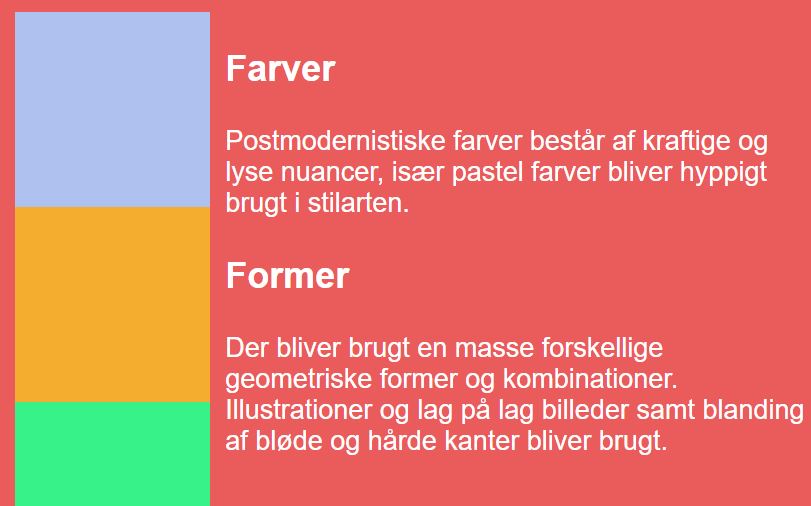 Farver
Postmodernistiske farver består af kraftige og
lyse nuancer, især pastel farver bliver hyppigt
brugt i stilarten.
Former
Der bliver brugt en masse forskellige
geometriske former og kombinationer.
Illustrationer og lag på lag billeder samt blanding
af bløde og hårde kanter bliver brugt.